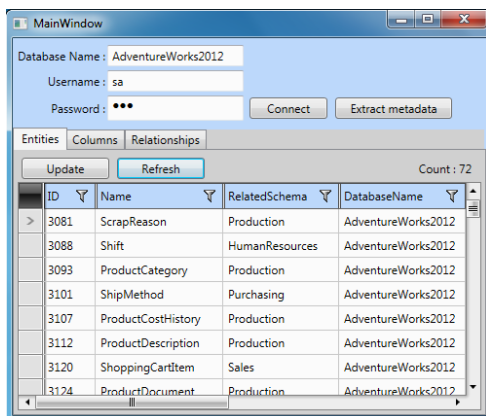 MainWindow
Database Name : AdventureWorks2012
Username : sa
Password : ●●● Connect Extract metadata
Entities Columns Relationships
Update Refresh Count : 72
ID Name RelatedSchema DatabaseName
> 3081 ScrapReason Production AdventureWorks2012
3088 Shift HumanResources AdventureWorks2012
3093 ProductCategory Production AdventureWorks2012
3101 ShipMethod Purchasing AdventureWorks2012
3107 ProductCostHistory Production AdventureWorks2012
3112 ProductDescription Production AdventureWorks2012
3120 ShoppingCartItem Sales AdventureWorks2012
3124 ProductDocument Production AdventureWorks2012